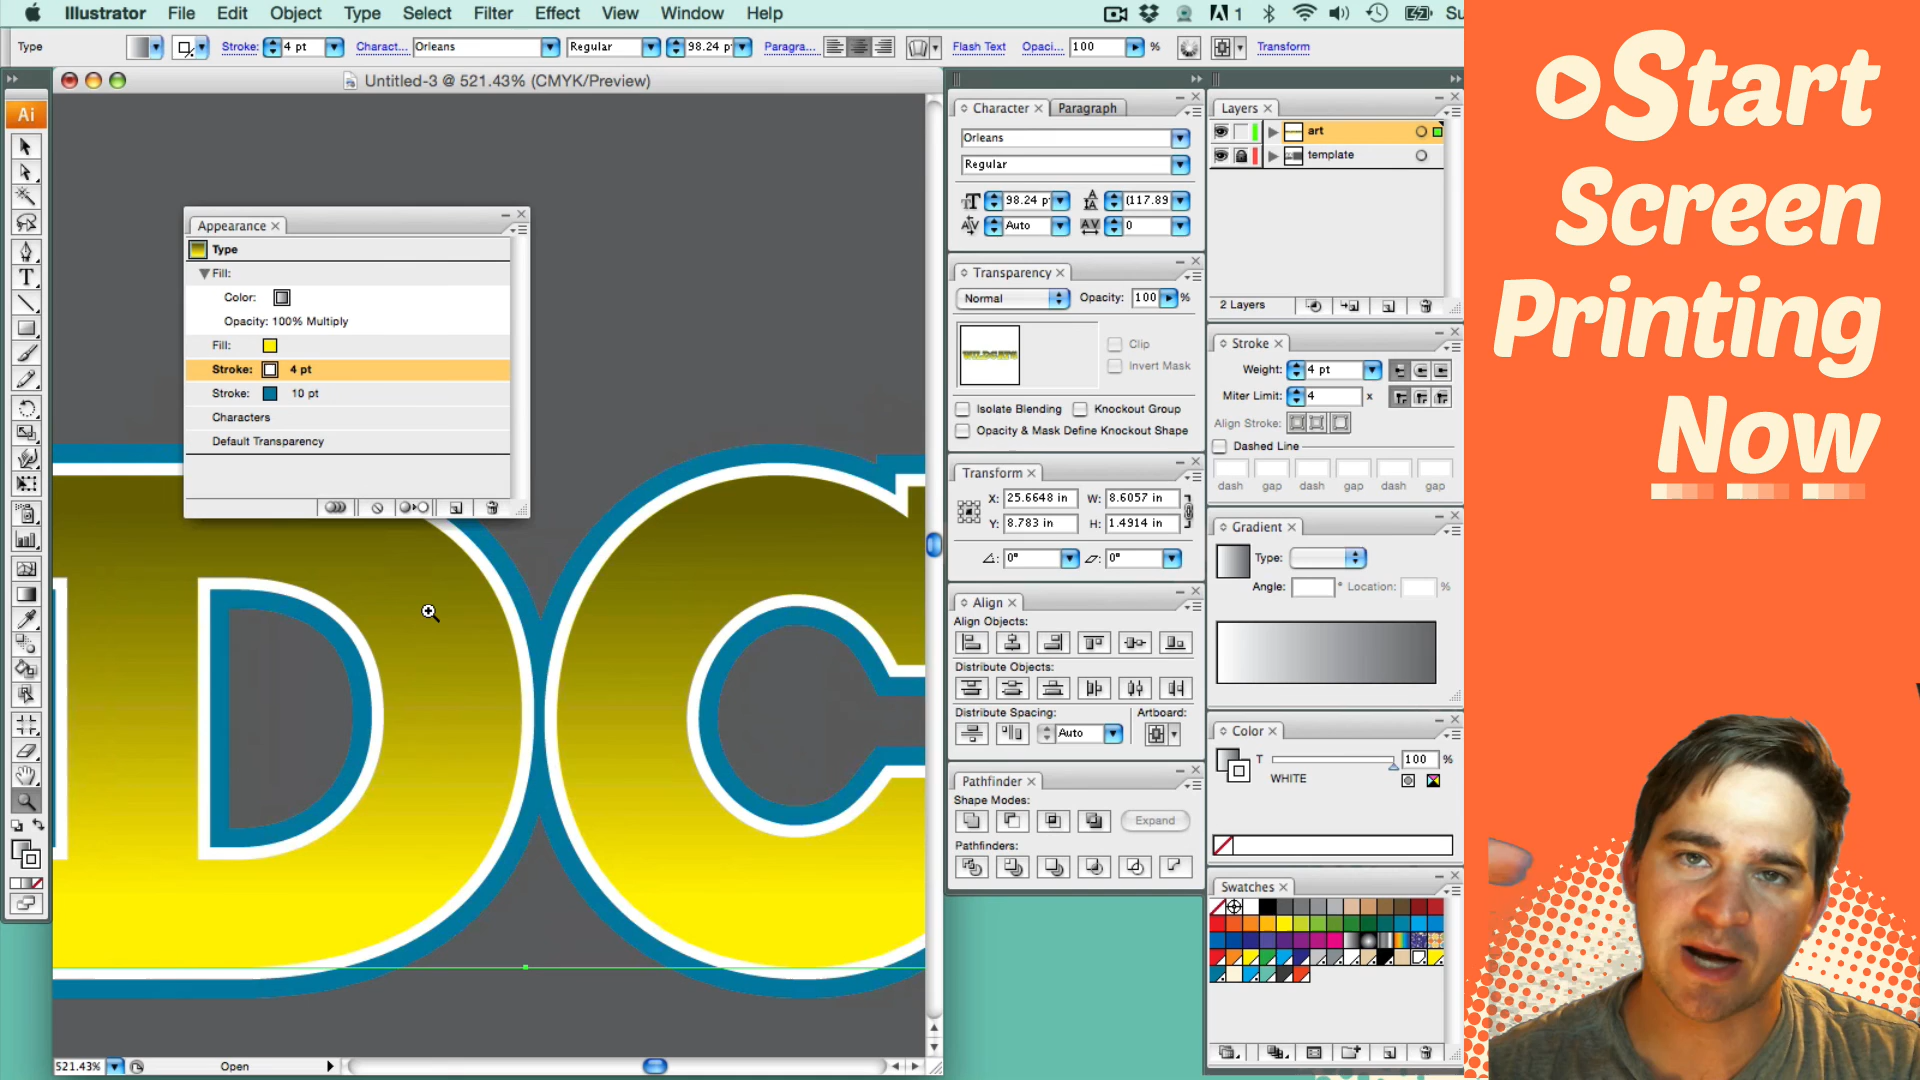 Illustrator File Edit Object Type Select Filter Effect View Window Help
1
Type Stroke: 4 pt Charact... Orleans Regular 98.24 p Paragra... Flash Text Opaci... 100 % Transform
Untitled-3 @ 521.43% (CMYK/Preview)
Ai
T
Appearance
Type
Fill:
Color:
Opacity: 100% Multiply
Fill:
Stroke: 4 pt
Stroke: 10 pt
Characters
Default Transparency
DC
521.43% Open
Character Paragraph
Orleans
Regular
98.24 p (117.89
Auto 0
Transparency
Normal Opacity: 100 %
WILDCATS
Clip
Invert Mask
Isolate Blending Knockout Group
Opacity & Mask Define Knockout Shape
Transform
X: 25.6648 in W: 8.6057 in
Y: 8.783 in H: 1.4914 in
0° 0°
Align
Align Objects:
Distribute Objects:
Distribute Spacing: Artboard:
Auto
Pathfinder
Shape Modes:
Expand
Pathfinders:
Layers
art
template
2 Layers
Stroke
Weight: 4 pt
Miter Limit: 4 x
Align Stroke:
Dashed Line
dash gap dash gap dash gap
Gradient
Type:
Angle: ° Location: %
Color
T 100 %
WHITE
Swatches
Start
Screen
Printing
Now